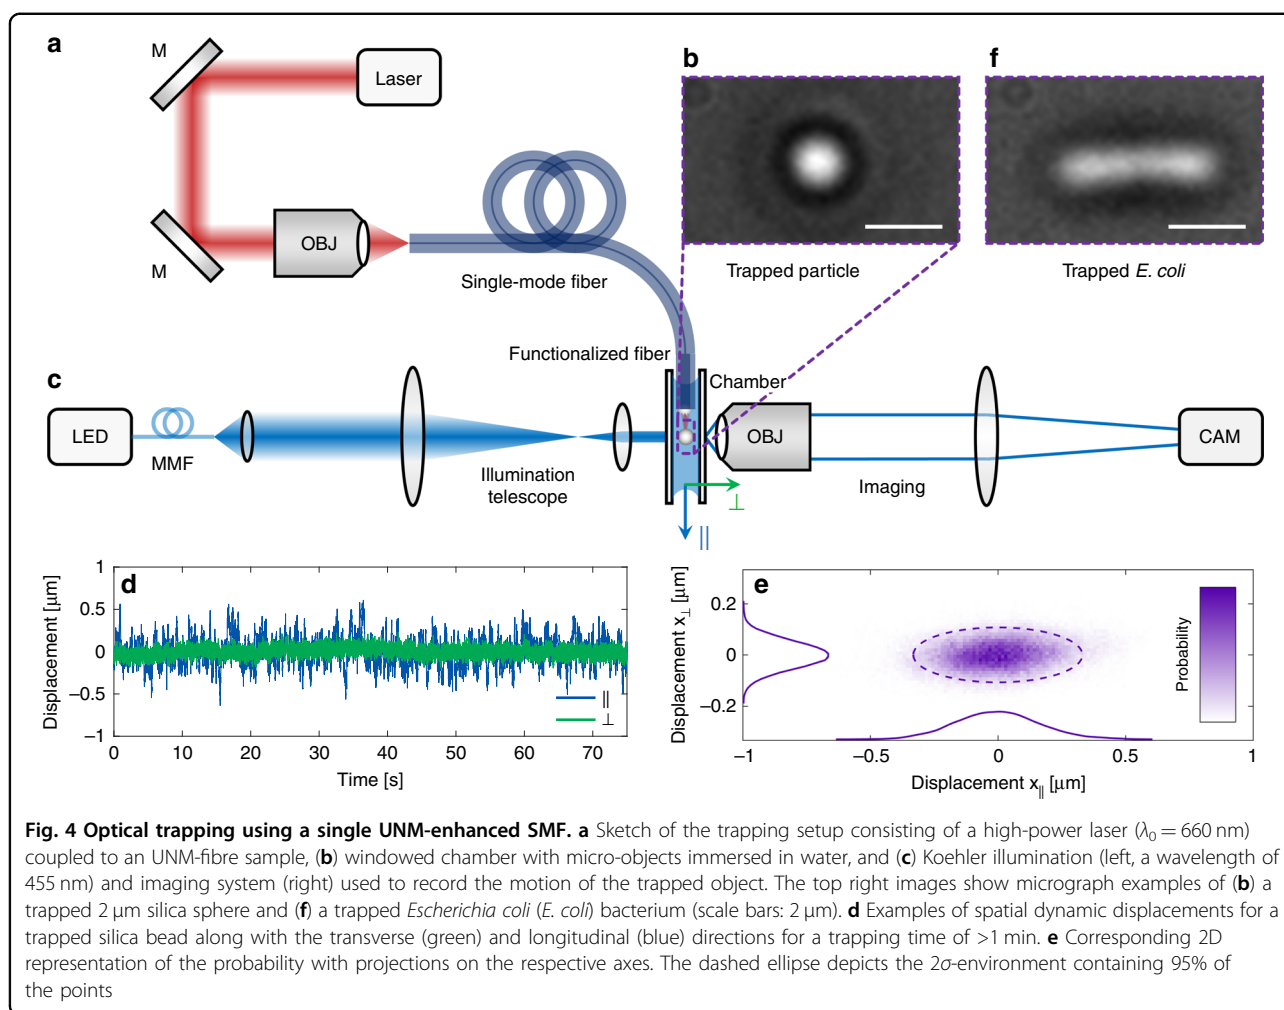 a
M
Laser
M
OBJ
Single-mode fiber
b
f
Trapped particle
Trapped E. coli
Functionalized fiber
Chamber
c
LED
MMF
Illumination
telescope
OBJ
Imaging
CAM
⊥
||
d
Displacement [µm]
1
0.5
0
−0.5
−1
0 10 20 30 40 50 60 70
Time [s]
||
⊥
e
Displacement x⊥ [µm]
0.2
0
−0.2
−1 −0.5 0 0.5 1
Displacement x|| [µm]
Probability
Fig. 4 Optical trapping using a single UNM-enhanced SMF. a Sketch of the trapping setup consisting of a high-power laser (λ0 = 660 nm)
coupled to an UNM-fibre sample, (b) windowed chamber with micro-objects immersed in water, and (c) Koehler illumination (left, a wavelength of
455 nm) and imaging system (right) used to record the motion of the trapped object. The top right images show micrograph examples of (b) a
trapped 2 µm silica sphere and (f) a trapped Escherichia coli (E. coli) bacterium (scale bars: 2 µm). d Examples of spatial dynamic displacements for a
trapped silica bead along with the transverse (green) and longitudinal (blue) directions for a trapping time of >1 min. e Corresponding 2D
representation of the probability with projections on the respective axes. The dashed ellipse depicts the 2σ-environment containing 95% of
the points